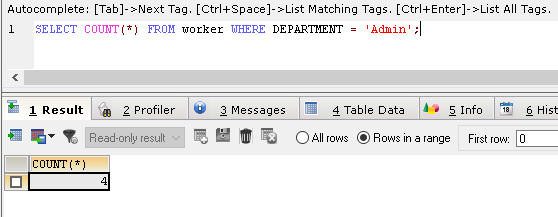 Autocomplete: [Tab]->Next Tag. [Ctrl+Space]->List Matching Tags. [Ctrl+Enter]->List All Tags.
1 SELECT COUNT(*) FROM worker WHERE DEPARTMENT = 'Admin';
1 Result 2 Profiler 3 Messages 4 Table Data 5 Info 18 6 Hist
Read-only result All rows Rows in a range First row: 0
COUNT(*)
4